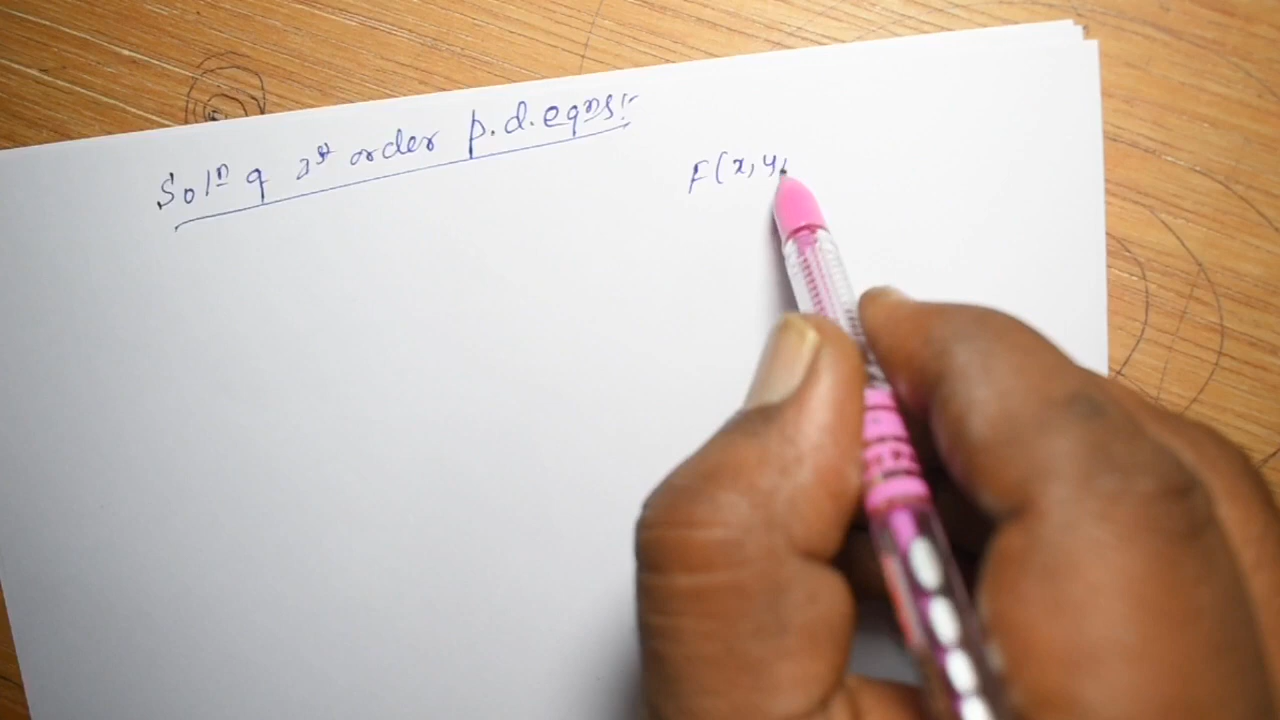 Solⁿ of 1st order p.d.eqⁿs:-
F(x, y,